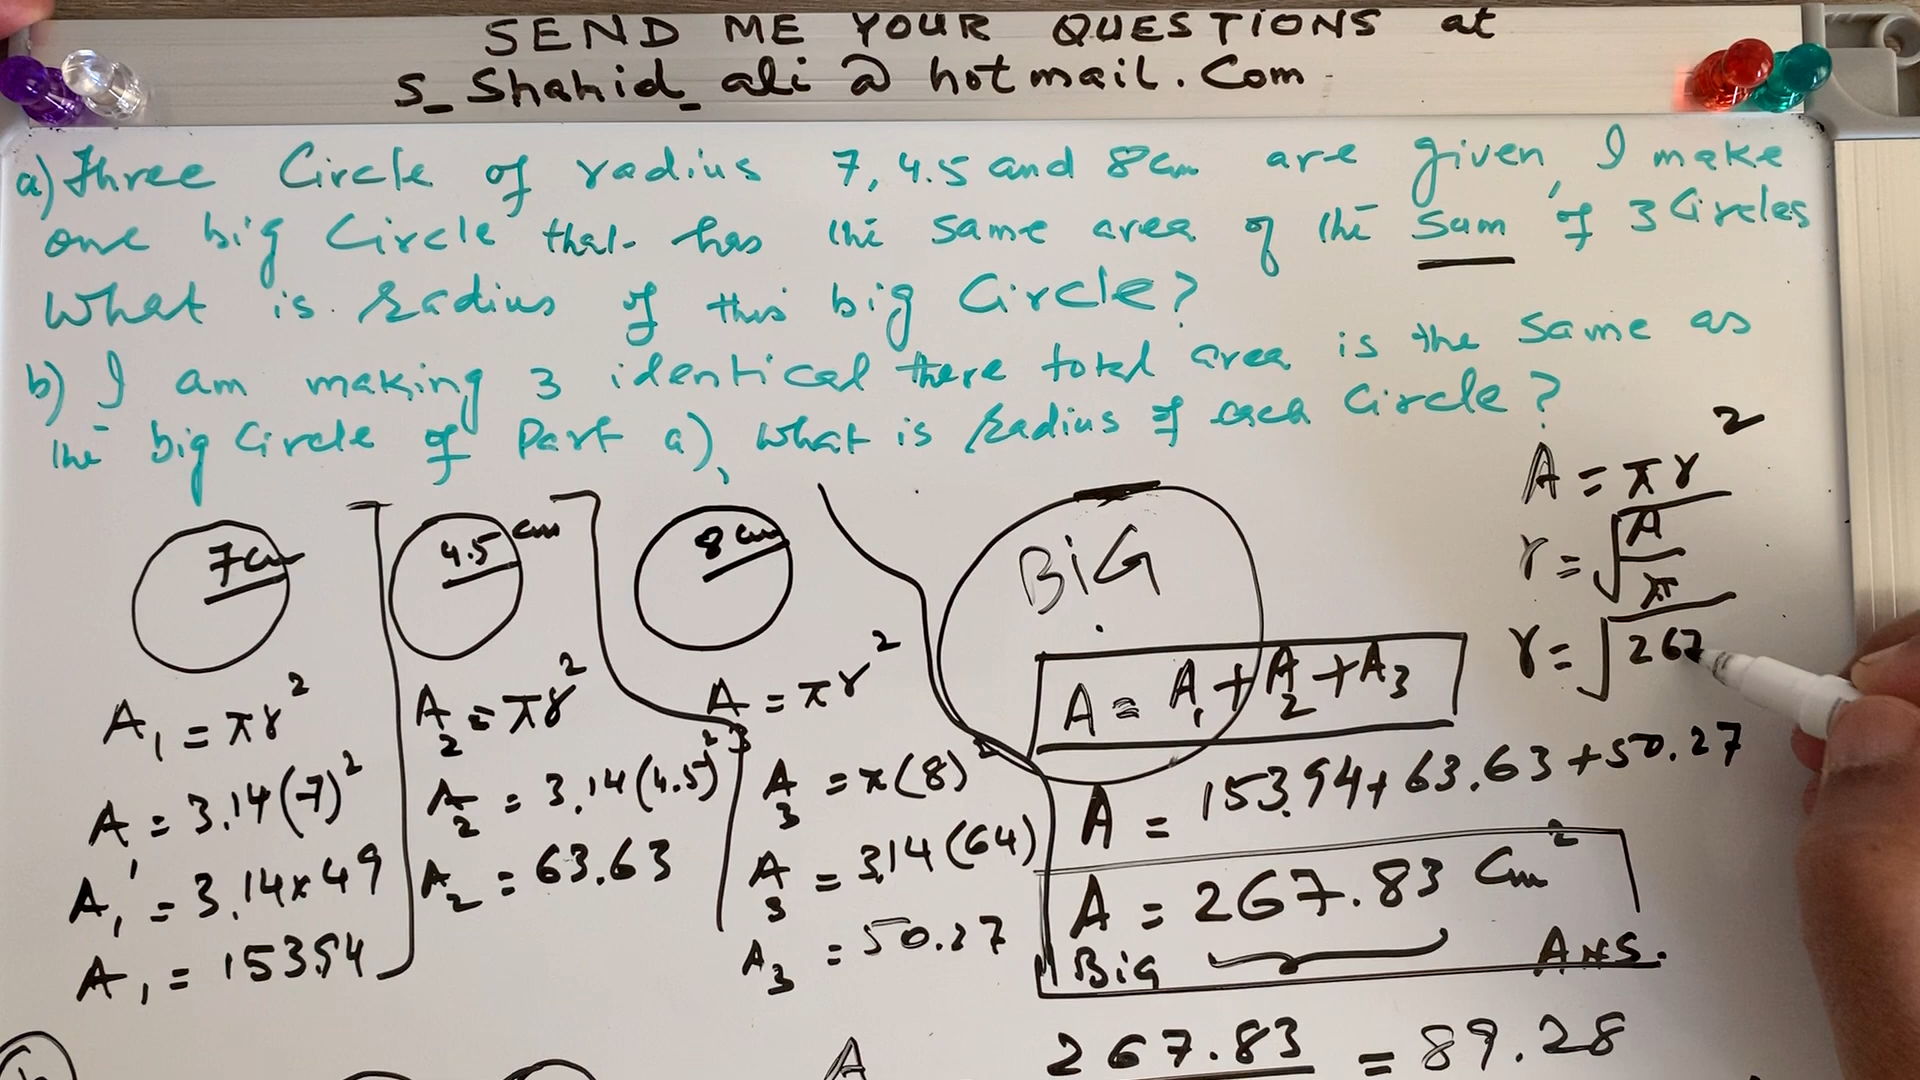 SEND ME YOUR QUESTIONS at
S_Shahid_ali@hotmail.com
a) Three Circle of radius 7, 4.5 and 8cm are given, I make
one big Circle that has the same area of the sum of 3 Circles
What is radius of this big Circle?
b) I am making 3 identical there total area is the same as
the big Circle of Part a), what is radius of each Circle?
7cm
4.5 cm
8 cm
BiG
A = πr²
r = √A/π
r = √267
A₁ = πr²
A₁ = 3.14(7)²
A₁ = 3.14×49
A₁ = 153.94
A₂ = πr²
A₂ = 3.14(4.5)²
A₂ = 63.63
A₃ = πr²
A₃ = π(8)²
A₃ = 3.14(64)
A₃ = 50.27
A = A₁+A₂+A₃
A = 153.94+63.63+50.27
A Big = 267.83 Cm²
Ans.
A
267.83 = 89.28